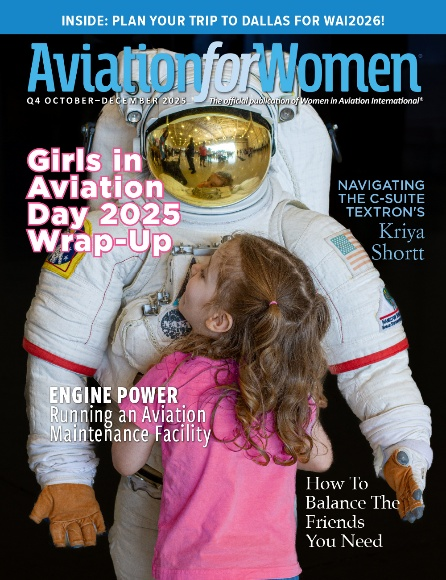 INSIDE: PLAN YOUR TRIP TO DALLAS FOR WAI2026!
AviationforWomen
Q4 OCTOBER–DECEMBER 2025
The official publication of Women in Aviation International®
Girls in
Aviation
Day 2025
Wrap-Up
NAVIGATING
THE C-SUITE
TEXTRON'S
Kriya
Shortt
ENGINE POWER
Running an Aviation
Maintenance Facility
How To
Balance The
Friends
You Need